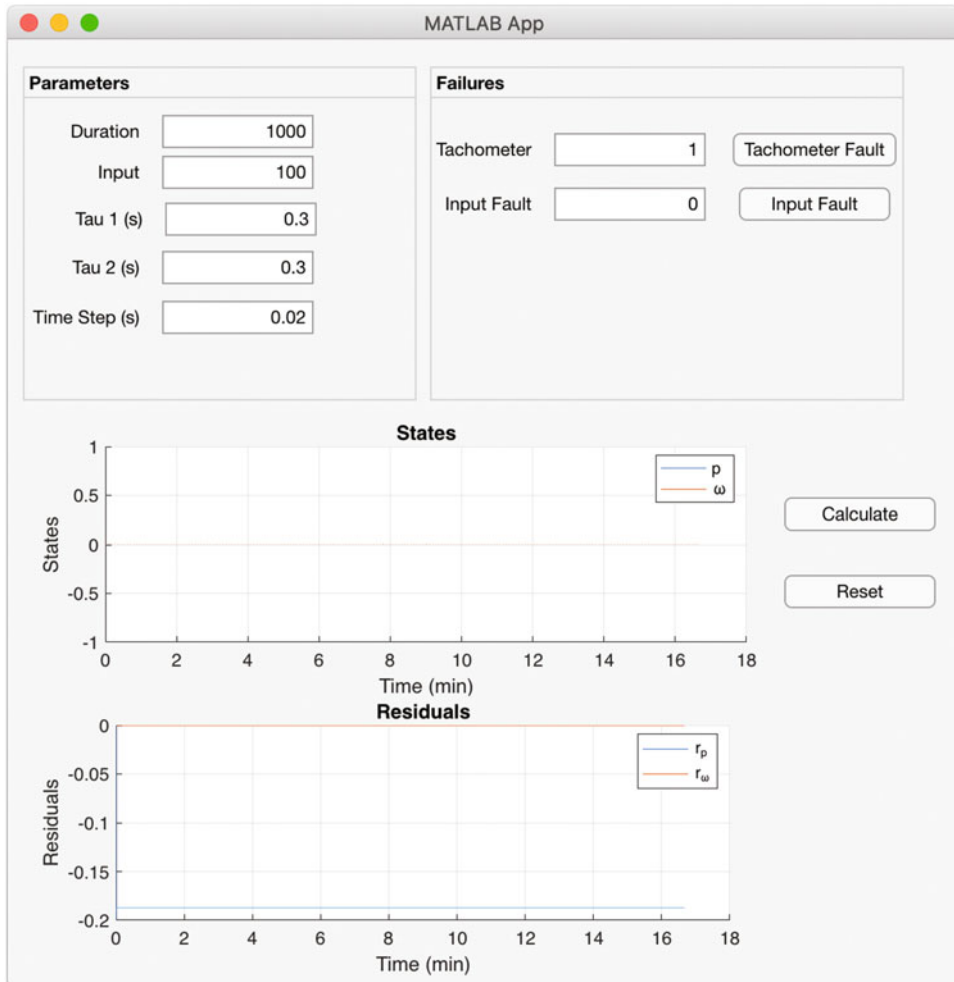 MATLAB App
Parameters
Duration 1000
Input 100
Tau 1 (s) 0.3
Tau 2 (s) 0.3
Time Step (s) 0.02
Failures
Tachometer 1 Tachometer Fault
Input Fault 0 Input Fault
States
1
0.5
0
-0.5
-1
States
p
ω
0 2 4 6 8 10 12 14 16 18
Time (min)
Calculate
Reset
Residuals
0
-0.05
-0.1
-0.15
-0.2
Residuals
r_p
r_ω
0 2 4 6 8 10 12 14 16 18
Time (min)